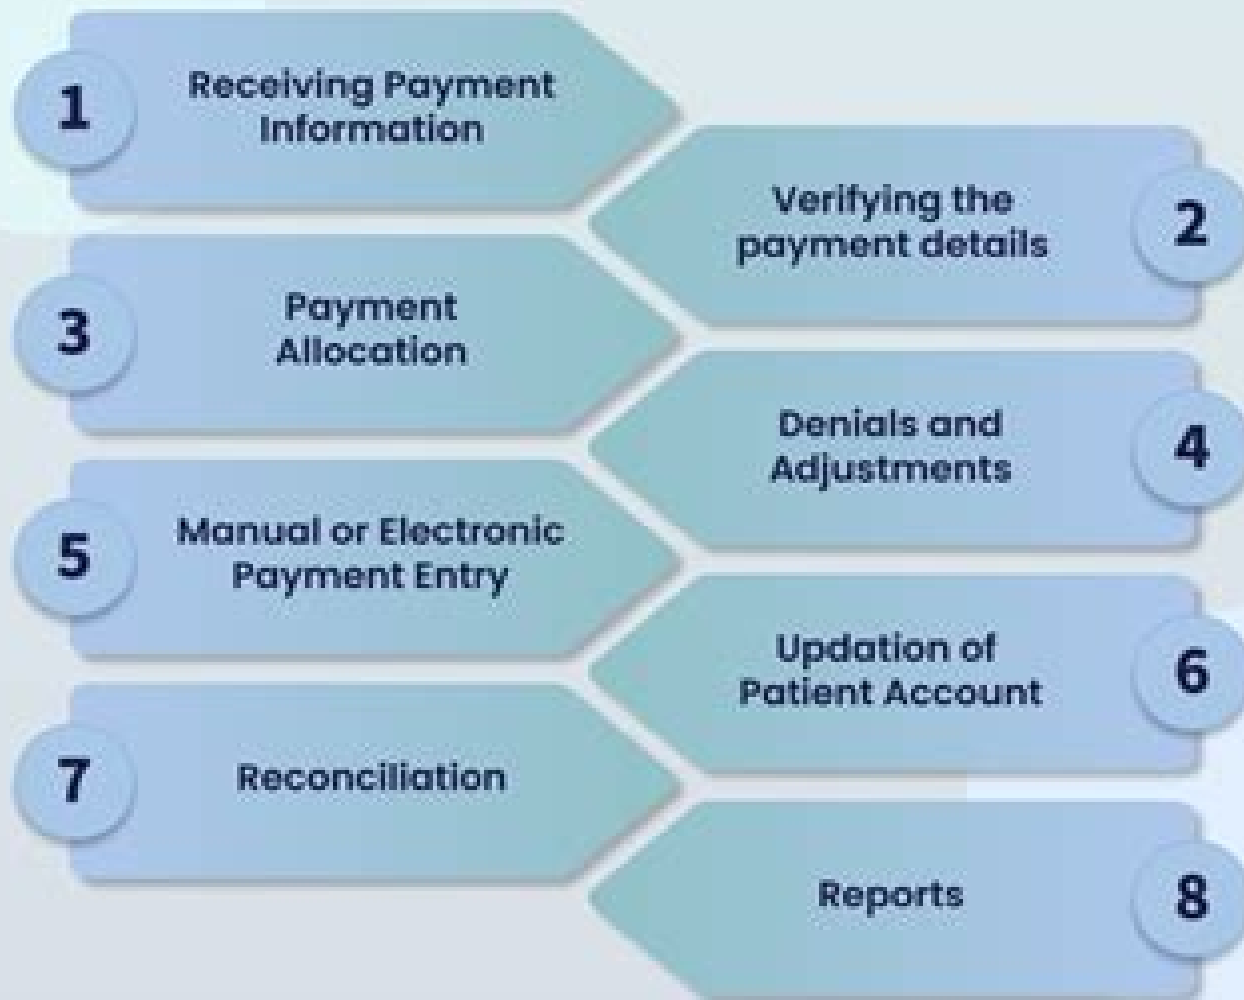 1
Receiving Payment
Information
2
Verifying the
payment details
3
Payment
Allocation
4
Denials and
Adjustments
5
Manual or Electronic
Payment Entry
6
Updation of
Patient Account
7
Reconciliation
8
Reports